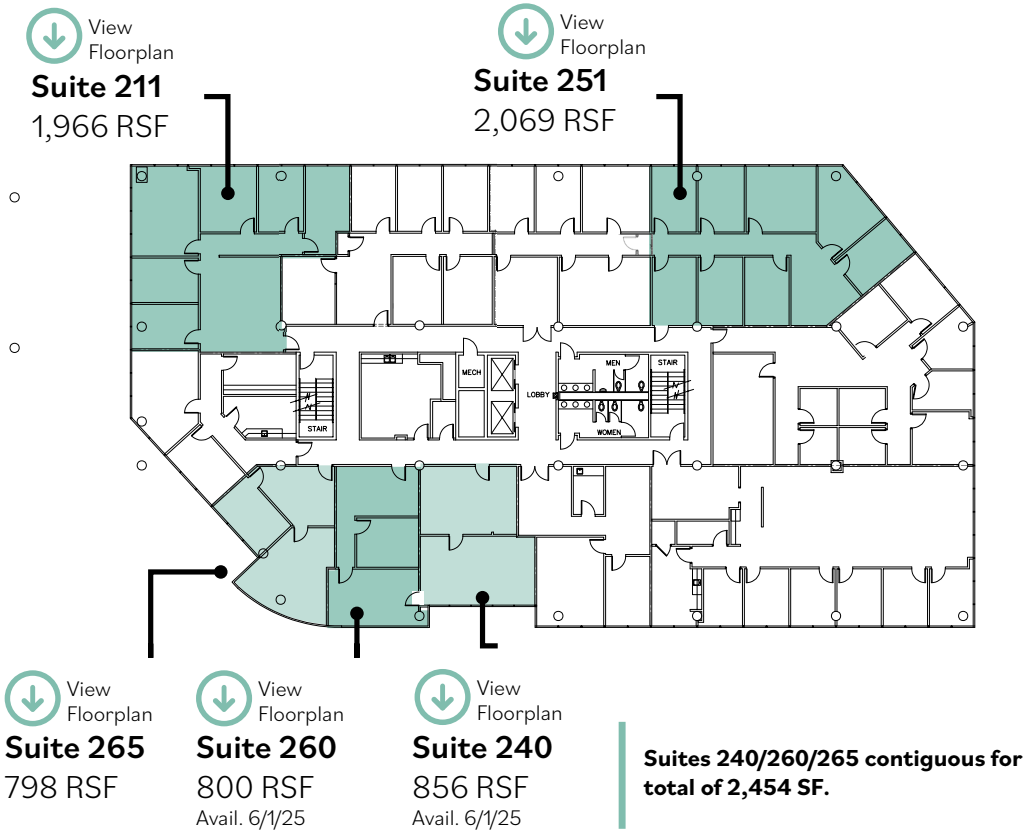 View
Floorplan
Suite 211
1,966 RSF
View
Floorplan
Suite 251
2,069 RSF
MECH
LOBBY
MEN
WOMEN
STAIR
STAIR
View
Floorplan
Suite 265
798 RSF
View
Floorplan
Suite 260
800 RSF
Avail. 6/1/25
View
Floorplan
Suite 240
856 RSF
Avail. 6/1/25
Suites 240/260/265 contiguous for
total of 2,454 SF.